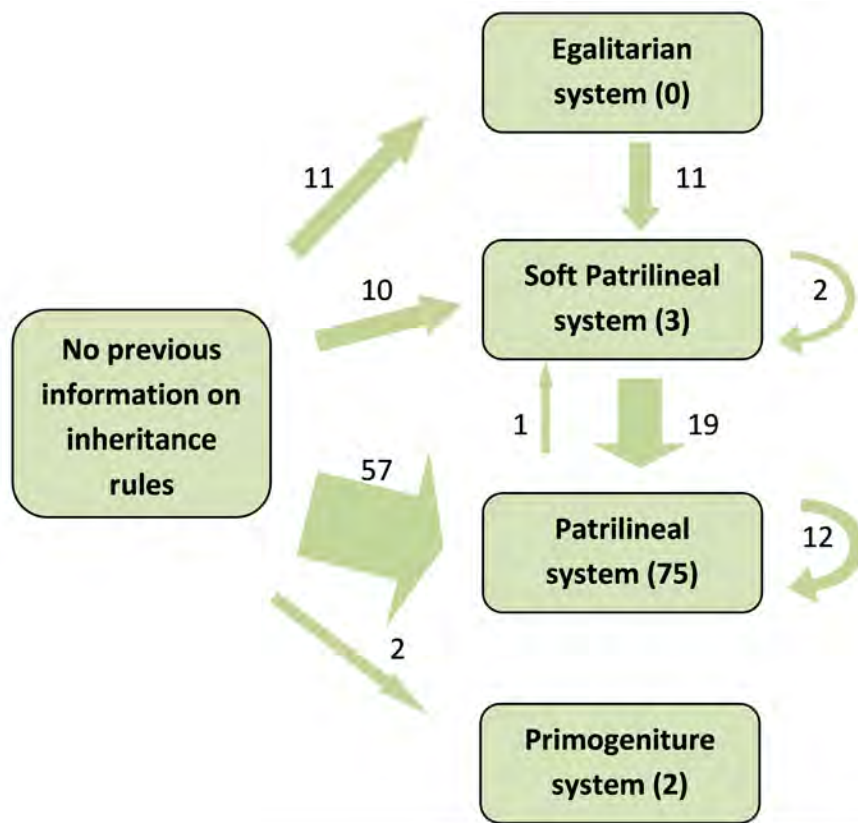 Egalitarian
system (0)
11
11
Soft Patrilineal
system (3)
10
2
No previous
information on
inheritance
rules
1
19
57
Patrilineal
system (75)
12
2
Primogeniture
system (2)